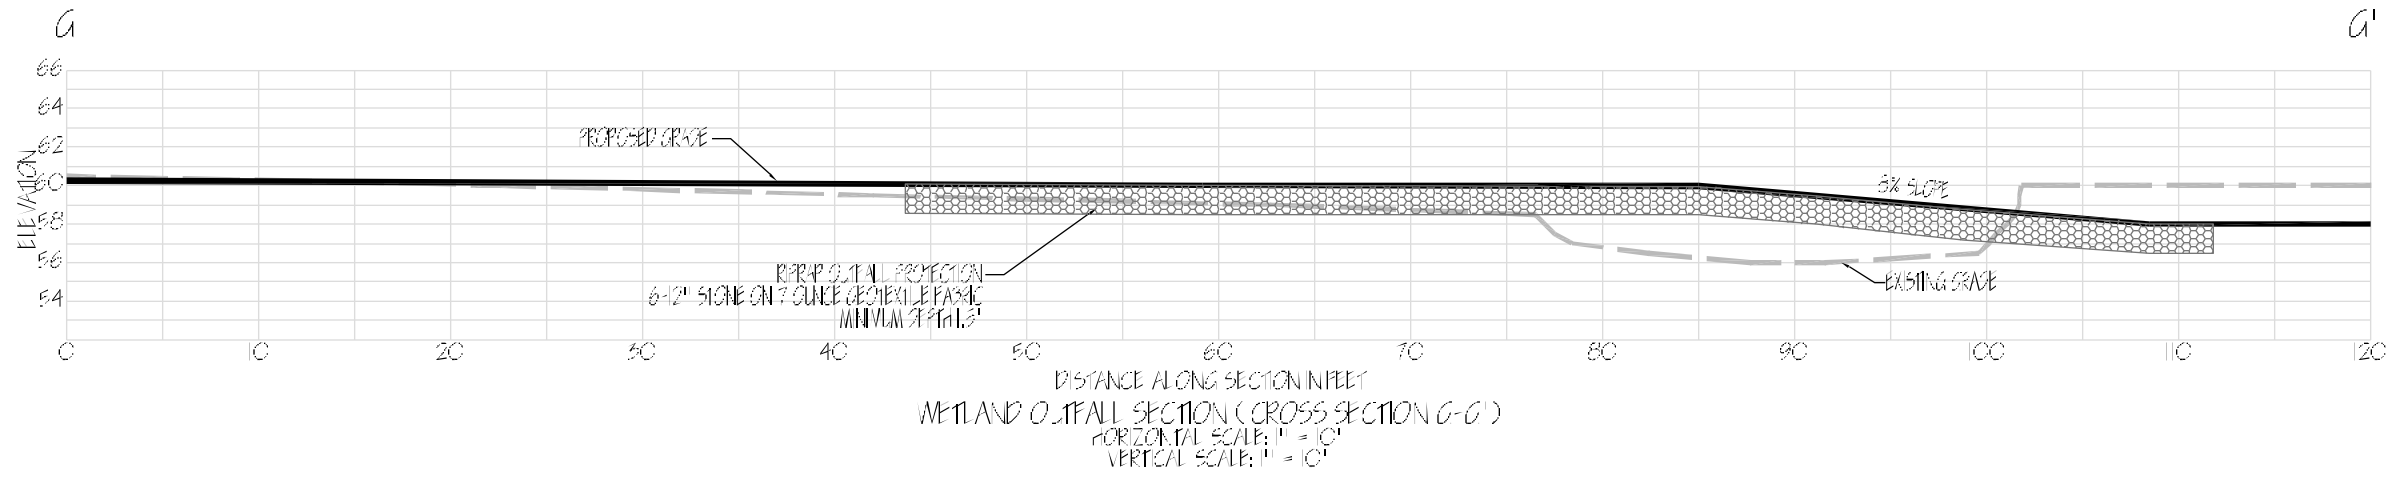 G
G'
66
64
62
60
58
56
54
ELEVATION
PROPOSED GRADE
8% SLOPE
RIPRAP OUTFALL PROTECTION
6-12" STONE ON 7 OUNCE GEOTEXTILE FABRIC
MINIMUM DEPTH 1.5'
EXISTING GRADE
0 10 20 30 40 50 60 70 80 90 100 110 120
DISTANCE ALONG SECTION IN FEET
WETLAND OUTFALL SECTION (CROSS SECTION G-G')
HORIZONTAL SCALE: 1" = 10'
VERTICAL SCALE: 1" = 10'